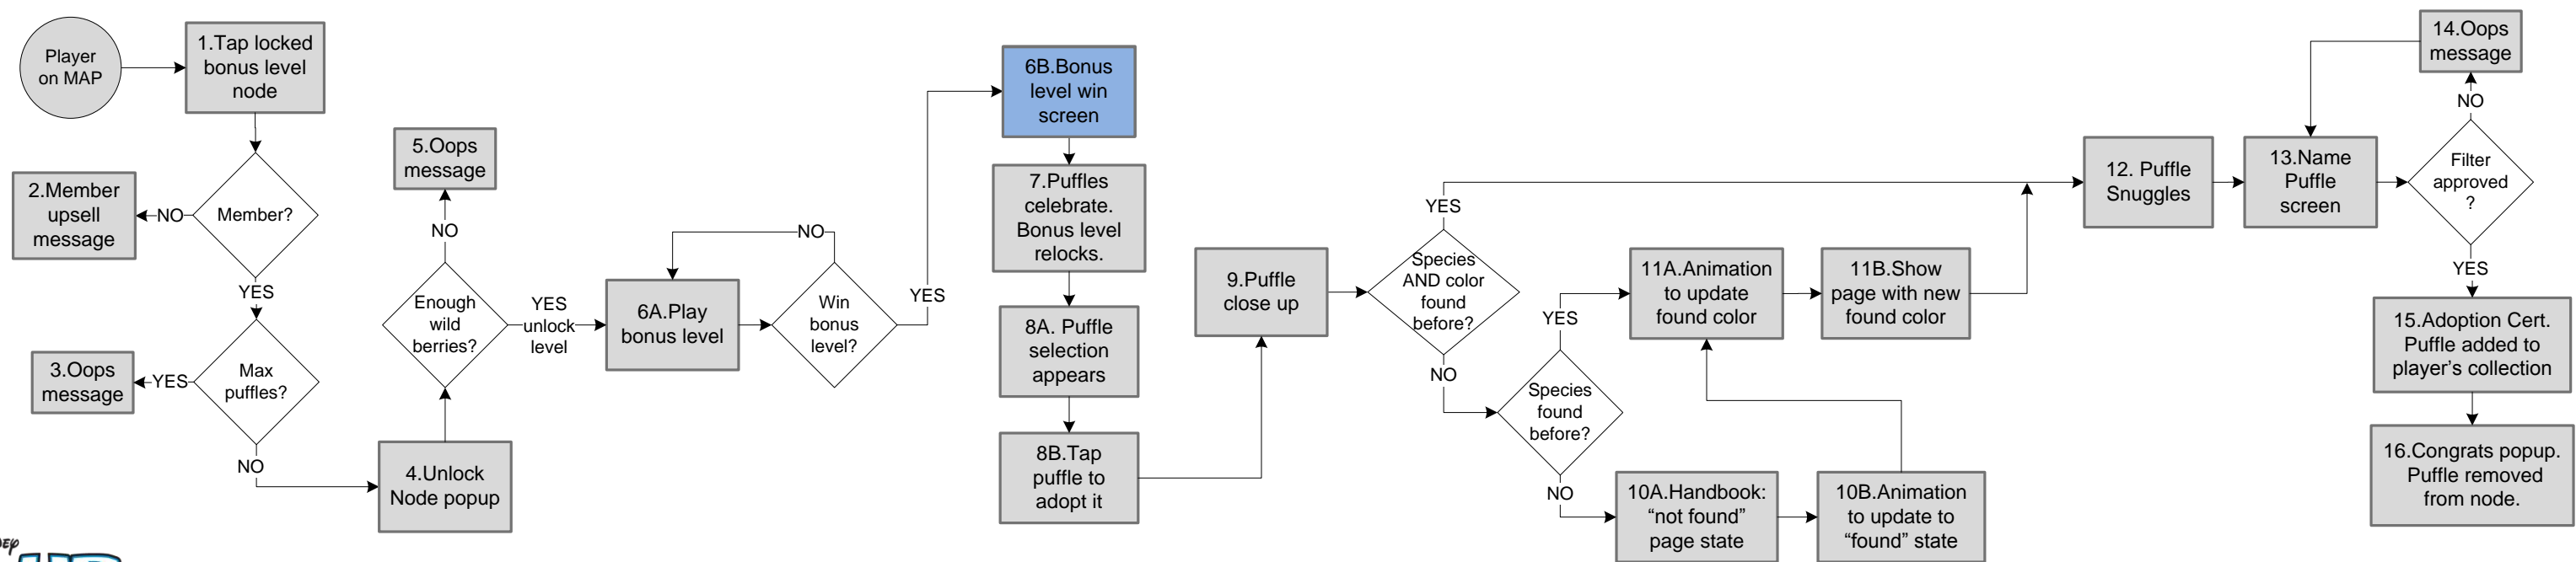 Player
on MAP
1.Tap locked
bonus level
node
Member?
NO
2.Member
upsell
message
YES
Max
puffles?
YES
3.Oops
message
NO
4.Unlock
Node popup
Enough
wild
berries?
NO
5.Oops
message
YES
unlock
level
6A.Play
bonus level
Win
bonus
level?
NO
YES
6B.Bonus
level win
screen
7.Puffles
celebrate.
Bonus level
relocks.
8A. Puffle
selection
appears
8B.Tap
puffle to
adopt it
9.Puffle
close up
Species
AND color
found
before?
YES
NO
Species
found
before?
YES
NO
10A.Handbook:
“not found”
page state
10B.Animation
to update to
“found” state
11A.Animation
to update
found color
11B.Show
page with new
found color
12. Puffle
Snuggles
13.Name
Puffle
screen
Filter
approved
?
NO
14.Oops
message
YES
15.Adoption Cert.
Puffle added to
player’s collection
16.Congrats popup.
Puffle removed
from node.